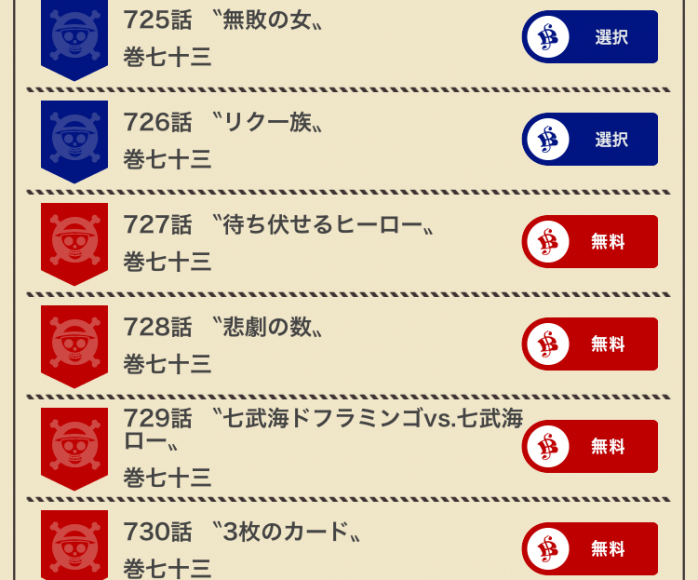 725話 〝無敗の女〟
選択
巻七十三
726話 〝リク一族〟
選択
巻七十三
727話 〝待ち伏せるヒーロー〟
無料
巻七十三
728話 〝悲劇の数〟
無料
巻七十三
729話 〝七武海ドフラミンゴvs.七武海
ロー〟
無料
巻七十三
730話 〝3枚のカード〟
無料
巻七十三